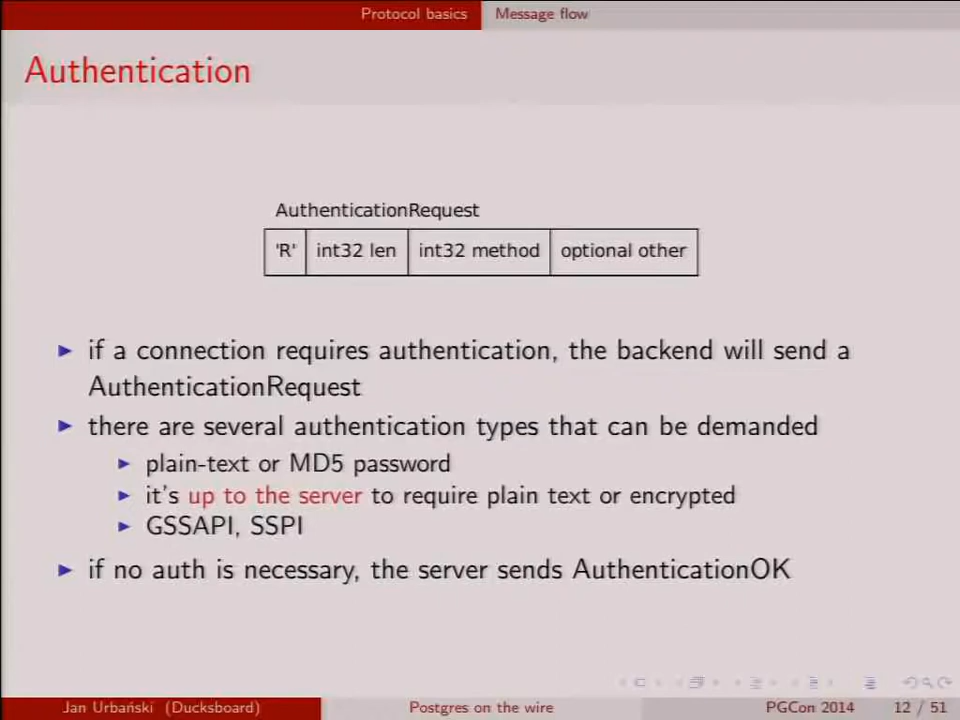 Protocol basics Message flow
Authentication
AuthenticationRequest
'R' int32 len int32 method optional other
if a connection requires authentication, the backend will send a
AuthenticationRequest
there are several authentication types that can be demanded
plain-text or MD5 password
it's up to the server to require plain text or encrypted
GSSAPI, SSPI
if no auth is necessary, the server sends AuthenticationOK
Jan Urbański (Ducksboard) Postgres on the wire PGCon 2014 12 / 51